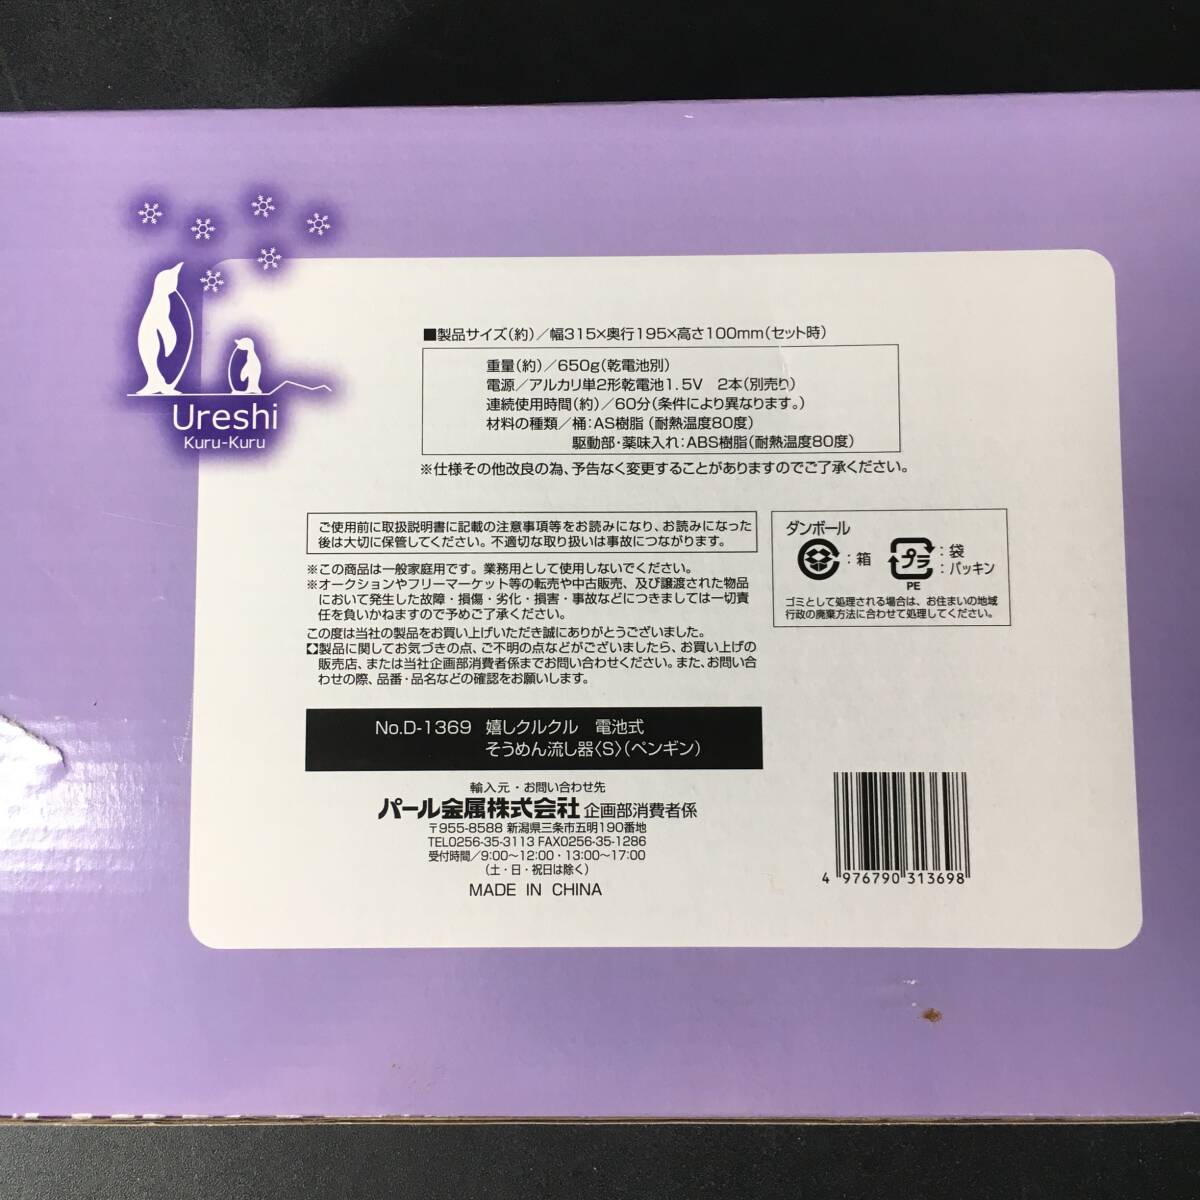 Ureshi
Kuru-Kuru
■製品サイズ(約)/幅315×奥行195×高さ100mm(セット時)
重量(約)/650g(乾電池別)
電源/アルカリ単2形乾電池1.5V 2本(別売り)
連続使用時間(約)/60分(条件により異なります。)
材料の種類/桶:AS樹脂(耐熱温度80度)
駆動部・薬味入れ:ABS樹脂(耐熱温度80度)
※仕様その他改良の為、予告なく変更することがありますのでご了承ください。
ご使用前に取扱説明書に記載の注意事項等をお読みになり、お読みになった
後は大切に保管してください。不適切な取り扱いは事故につながります。
※この商品は一般家庭用です。業務用として使用しないでください。
※オークションやフリーマーケット等の転売や中古販売、及び譲渡された物品
において発生した故障・損傷・劣化・損害・事故などにつきましては一切責
任を負いかねますので予めご了承ください。
この度は当社の製品をお買い上げいただき誠にありがとうございました。
製品に関してお気づきの点、ご不明の点などがございましたら、お買い上げの
販売店、または当社企画部消費者係までお問い合わせください。また、お問い合
わせの際、品番・品名などの確認をお願いします。
ダンボール
:箱
プラ
:袋
:パッキン
PE
ゴミとして処理される場合は、お住まいの地域
行政の廃棄方法に合わせて処理してください。
No.D-1369 嬉しクルクル 電池式
そうめん流し器〈S〉(ペンギン)
輸入元・お問い合わせ先
パール金属株式会社 企画部消費者係
〒955-8588 新潟県三条市五明190番地
TEL0256-35-3113 FAX0256-35-1286
受付時間/9:00〜12:00・13:00〜17:00
(土・日・祝日は除く)
MADE IN CHINA
4 976790 313698